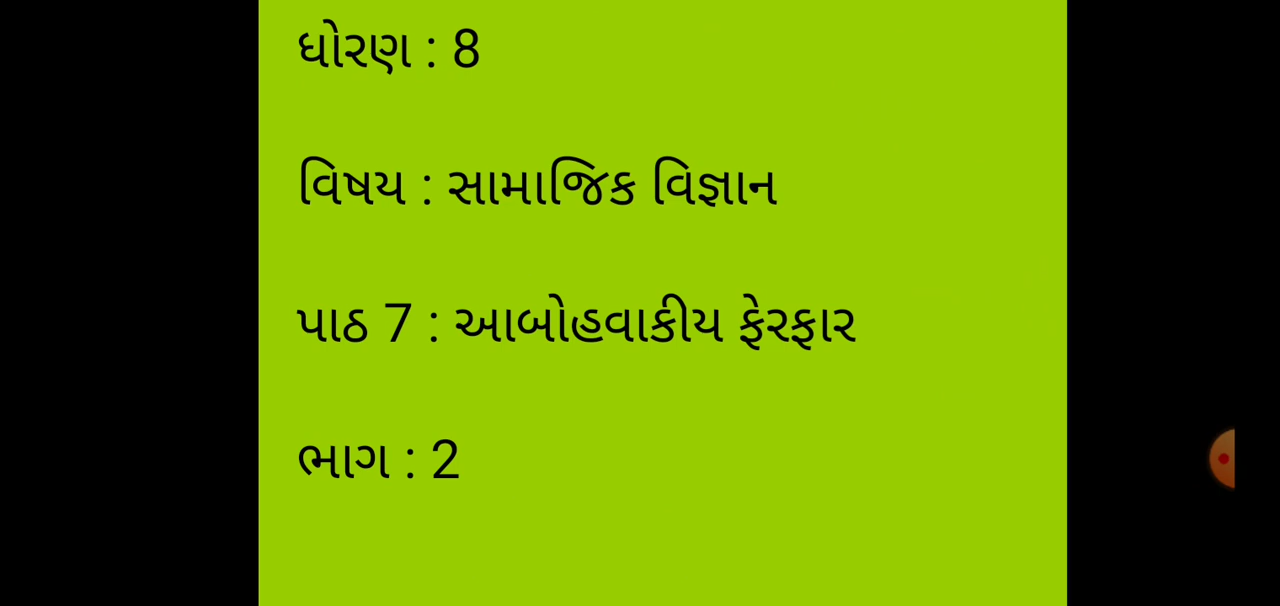 ધોરણ : 8
વિષય : સામાજિક વિજ્ઞાન
પાઠ 7 : આબોહવાકીય ફેરફાર
ભાગ : 2